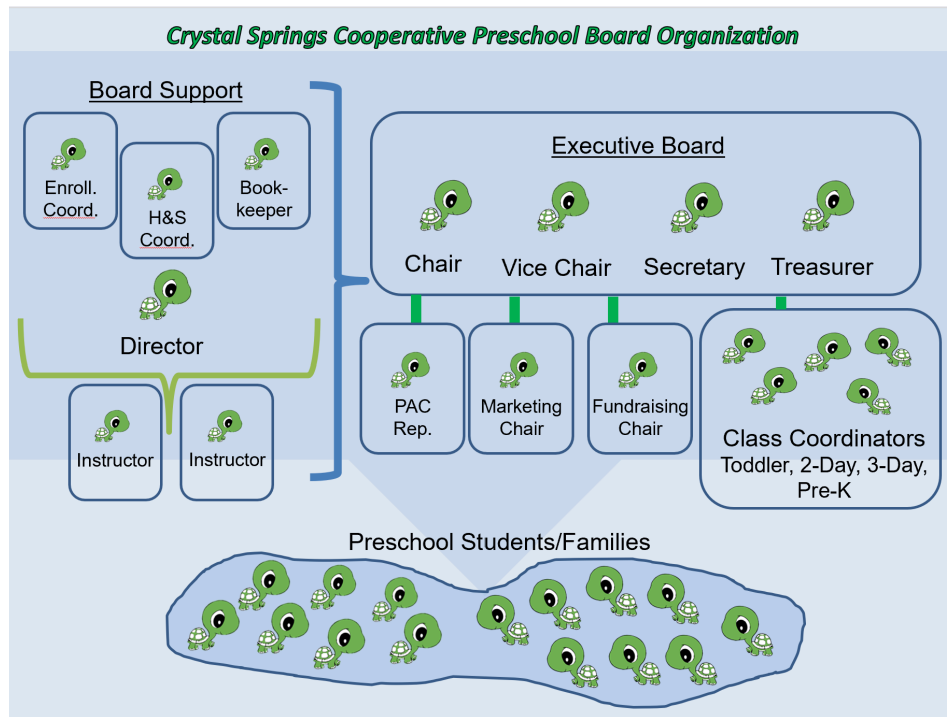 Crystal Springs Cooperative Preschool Board Organization
Board Support
Enroll.
Coord.
H&S
Coord.
Book-
keeper
Director
Instructor
Instructor
Executive Board
Chair
Vice Chair
Secretary
Treasurer
PAC
Rep.
Marketing
Chair
Fundraising
Chair
Class Coordinators
Toddler, 2-Day, 3-Day,
Pre-K
Preschool Students/Families